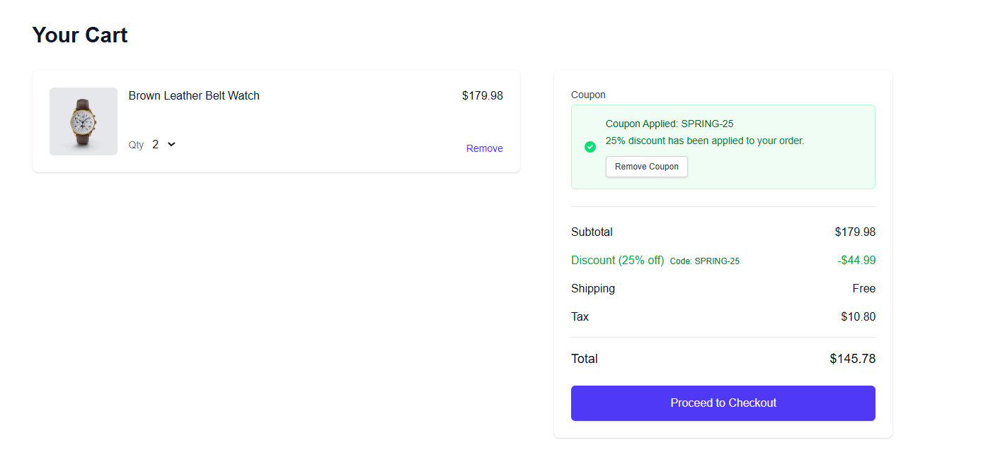 Your Cart
Brown Leather Belt Watch $179.98
Qty 2
Remove
Coupon
Coupon Applied: SPRING-25
25% discount has been applied to your order.
Remove Coupon
Subtotal $179.98
Discount (25% off) Code: SPRING-25 -$44.99
Shipping Free
Tax $10.80
Total $145.78
Proceed to Checkout